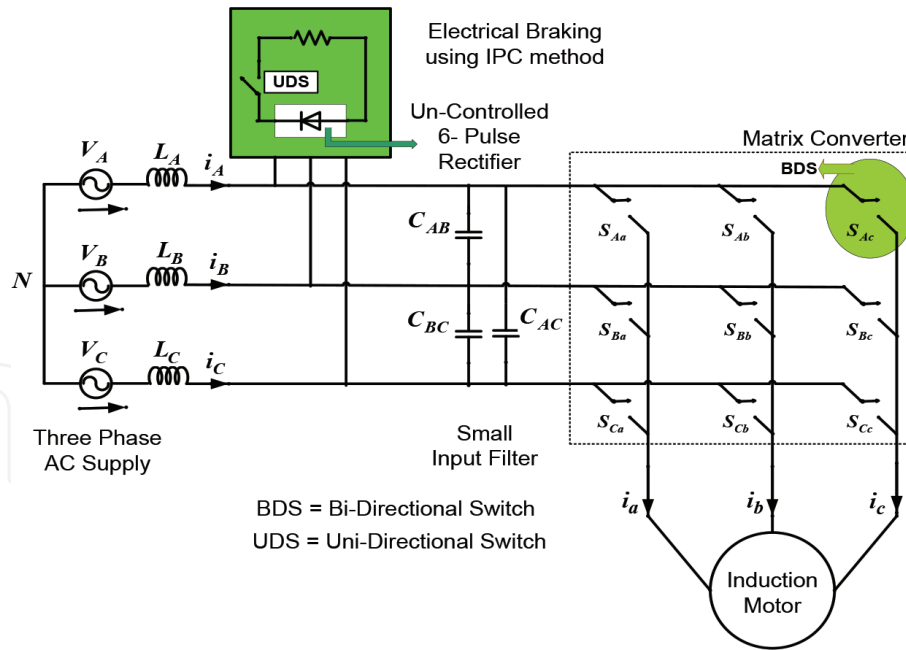 Electrical Braking
using IPC method
UDS
Un-Controlled
6- Pulse
Rectifier
Matrix Converter
BDS
V_A
L_A
i_A
C_AB
S_Aa
S_Ab
S_Ac
N
V_B
L_B
i_B
C_BC
C_AC
S_Ba
S_Bb
S_Bc
V_C
L_C
i_C
S_Ca
S_Cb
S_Cc
Three Phase
AC Supply
Small
Input Filter
BDS = Bi-Directional Switch
UDS = Uni-Directional Switch
i_a
i_b
i_c
Induction
Motor